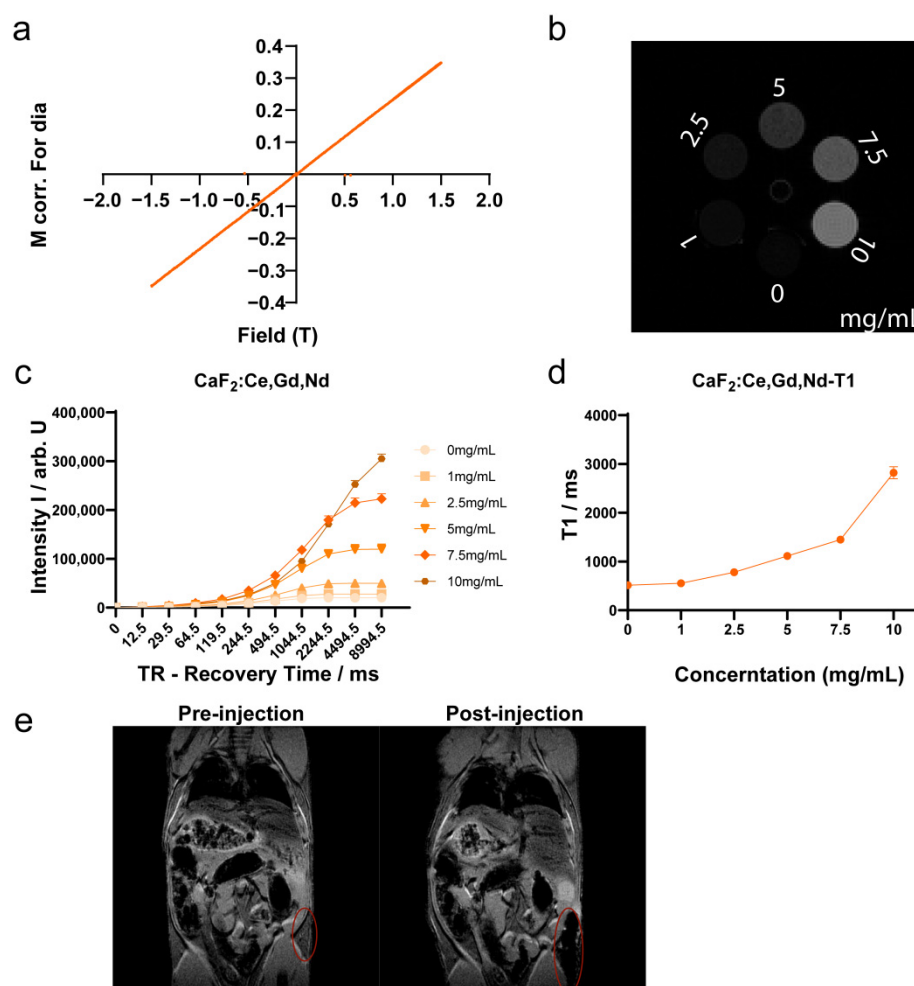 a
M corr. For dia
0.4
0.3
0.2
0.1
−2.0 −1.5 −1.0 −0.5 0.5 1.0 1.5 2.0
−0.1
−0.2
−0.3
−0.4
Field (T)
b
5
2.5
7.5
1
10
0
mg/ml
c
CaF2:Ce,Gd,Nd
Intensity I / arb. U
400,000
300,000
200,000
100,000
0
0 12.5 29.5 64.5 119.5 244.5 494.5 1044.5 2244.5 4494.5 8994.5
TR - Recovery Time / ms
0mg/mL
1mg/mL
2.5mg/mL
5mg/mL
7.5mg/mL
10mg/mL
d
CaF2:Ce,Gd,Nd-T1
T1 / ms
4000
3000
2000
1000
0
0 1 2.5 5 7.5 10
Concerntation (mg/mL)
e
Pre-injection
Post-injection